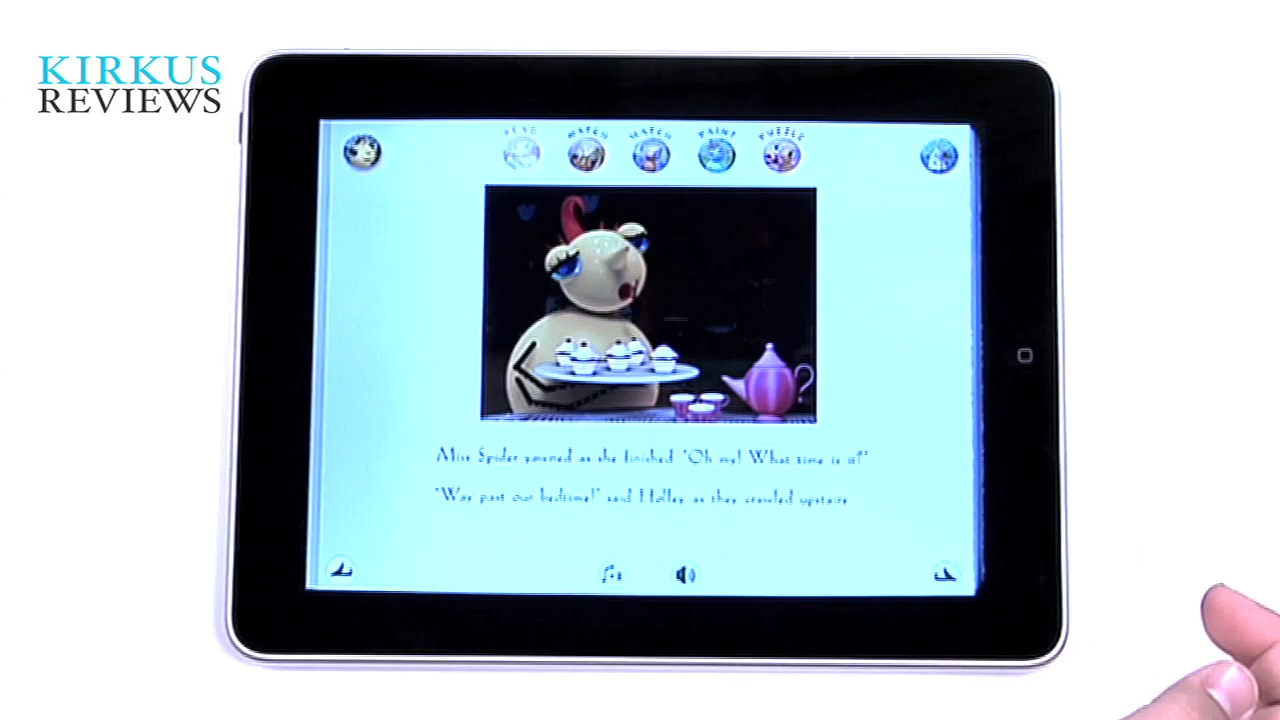 KIRKUS
REVIEWS
READ WATCH MATCH PAINT PUZZLE
Miss Spider yawned as she finished. "Oh my! What time is it?"
"Way past our bedtime!" said Holley as they crawled upstairs.